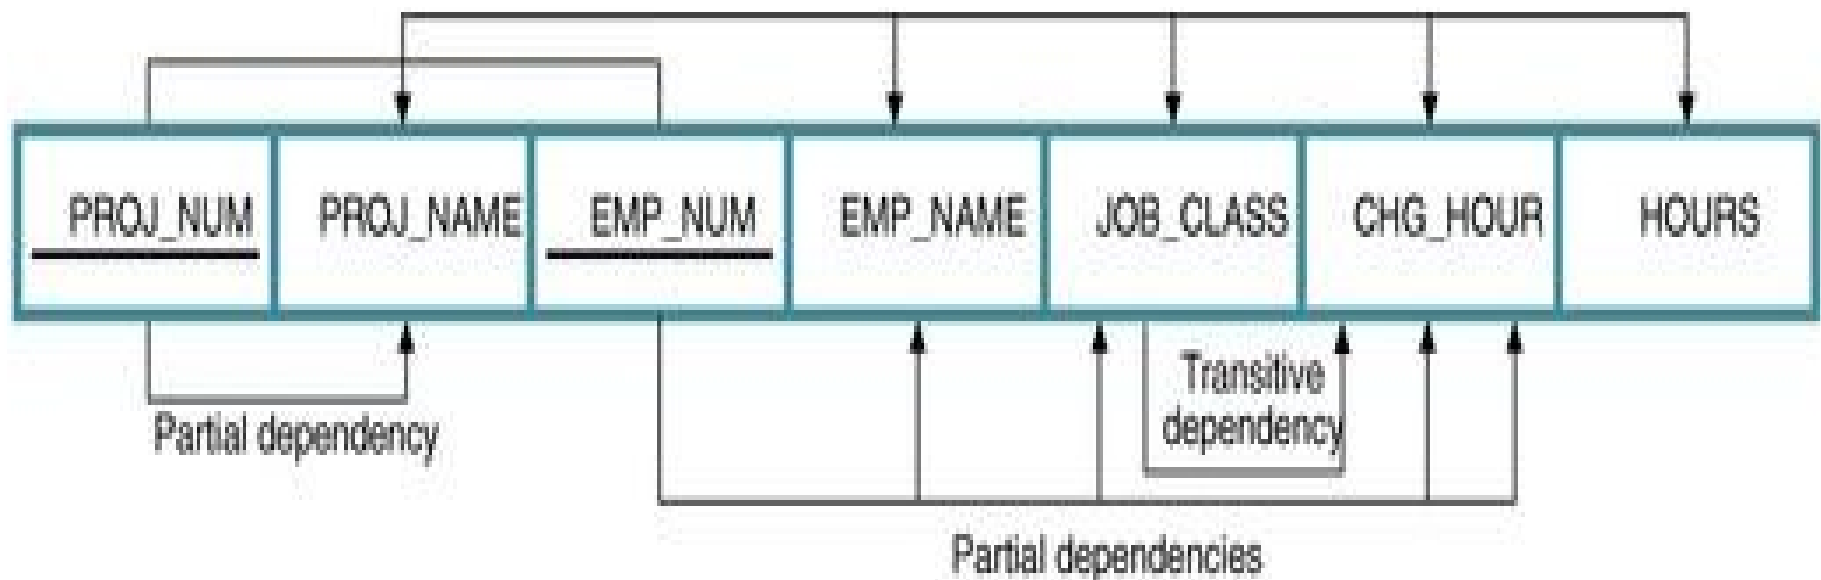 PROJ_NUM PROJ_NAME EMP_NUM EMP_NAME JOB_CLASS CHG_HOUR HOURS
Partial dependency
Transitive
dependency
Partial dependencies